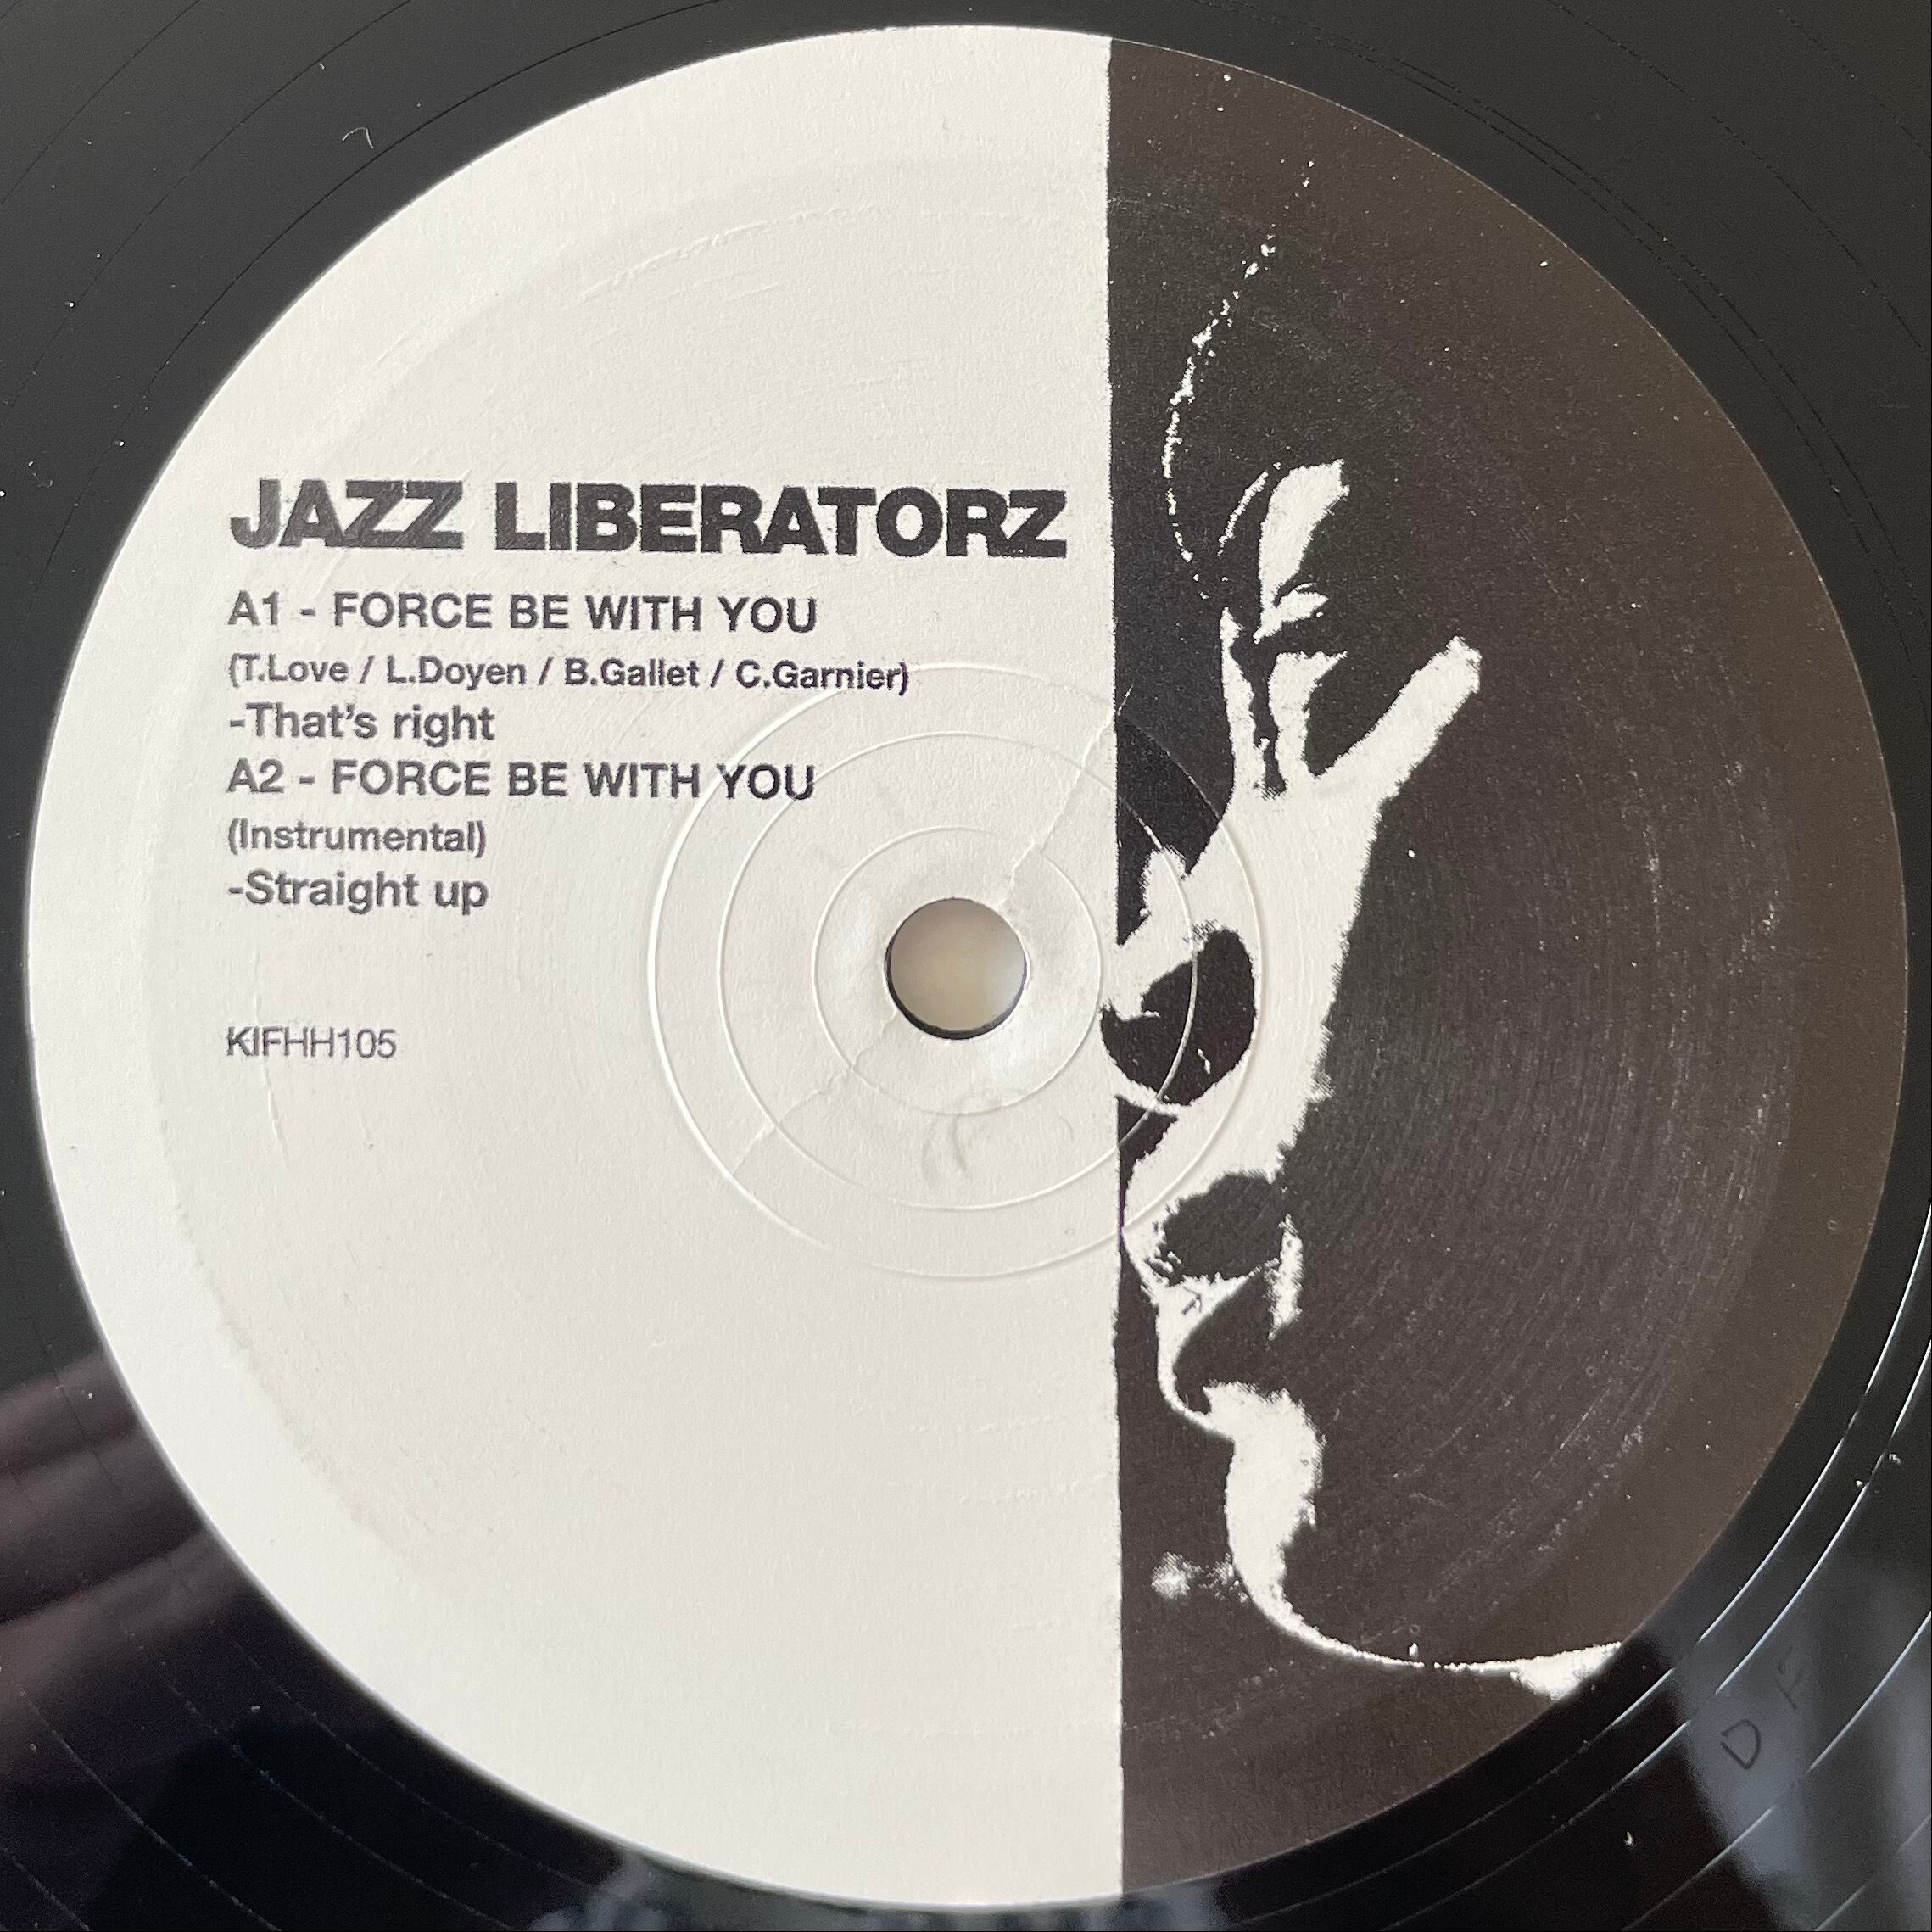 JAZZ LIBERATORZ
A1 - FORCE BE WITH YOU
(T.Love / L.Doyen / B.Gallet / C.Garnier)
-That's right
A2 - FORCE BE WITH YOU
(Instrumental)
-Straight up
KIFHH105